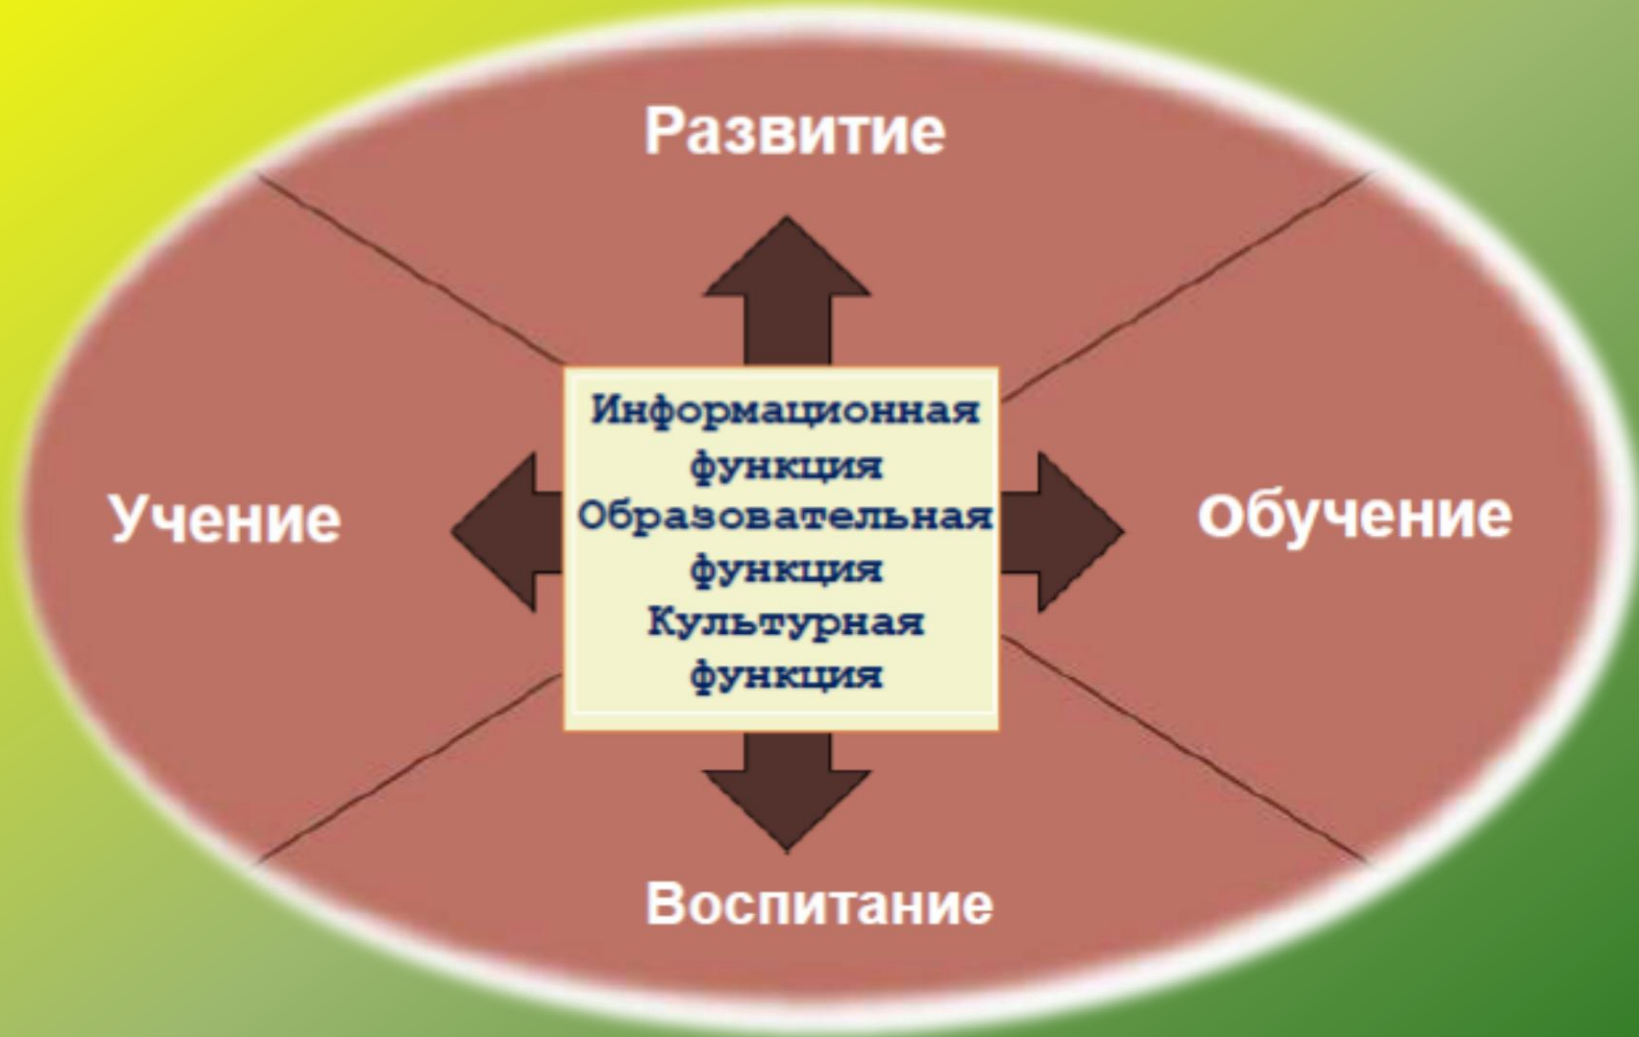 Развитие
Информационная
функция
Учение
Образовательная
Обучение
функция
Культурная
функция
Воспитание